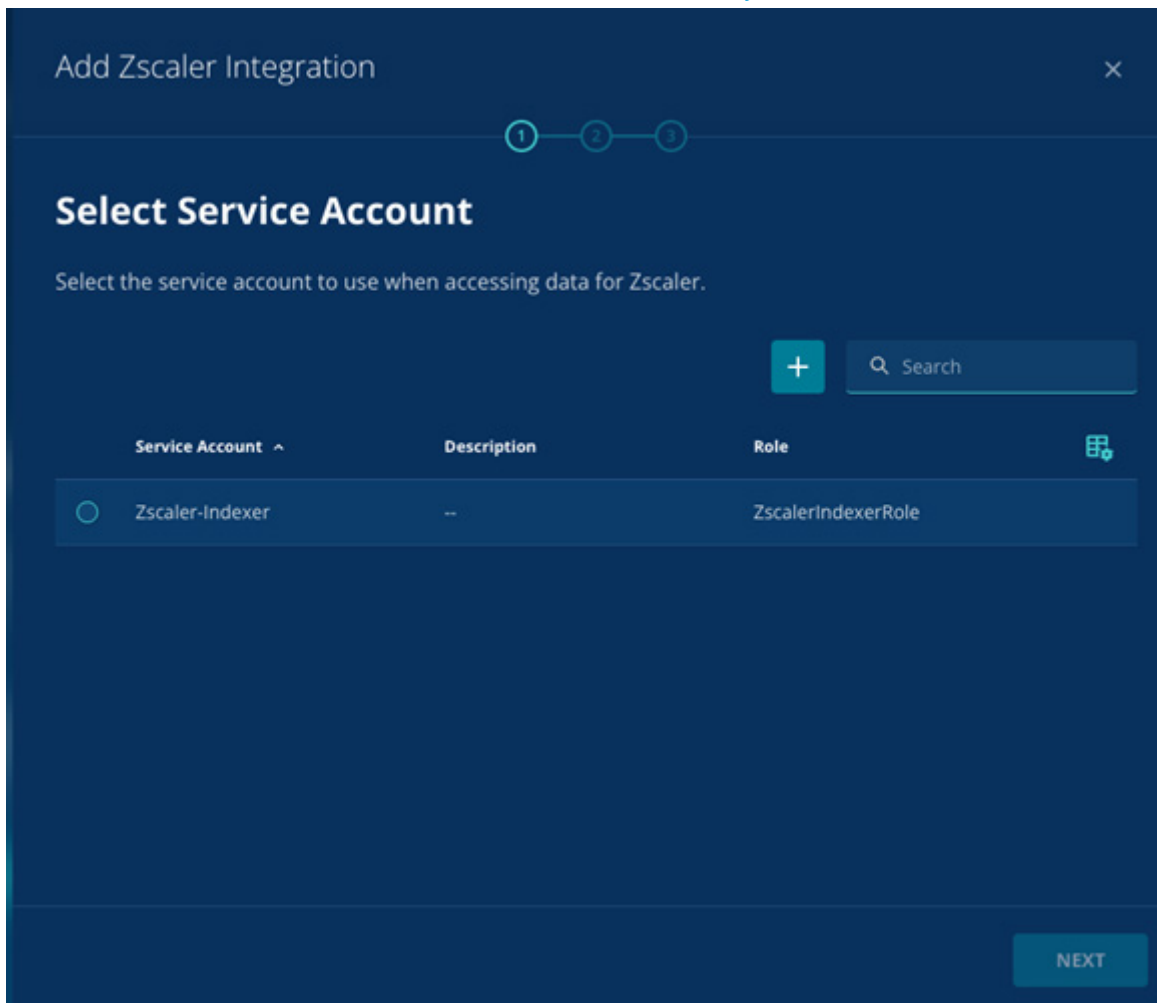 Add Zscaler Integration
1 2 3
Select Service Account
Select the service account to use when accessing data for Zscaler.
Search
Service Account Description Role
Zscaler-Indexer -- ZscalerIndexerRole
NEXT